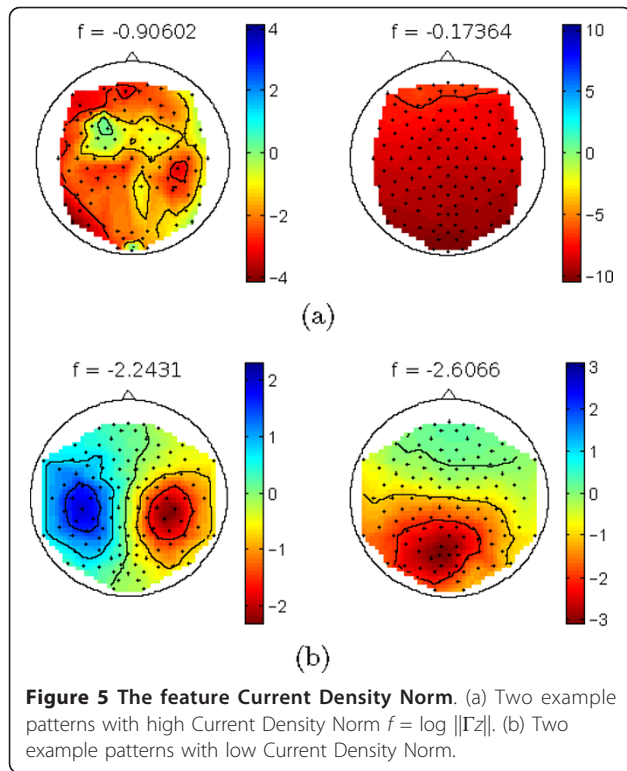 f = -0.90602
f = -0.17364
4
2
0
−2
−4
10
5
0
−5
−10
(a)
f = -2.2431
f = -2.6066
2
1
0
−1
−2
3
2
1
0
−1
−2
−3
(b)
Figure 5 The feature Current Density Norm. (a) Two example
patterns with high Current Density Norm f = log ||Γz||. (b) Two
example patterns with low Current Density Norm.